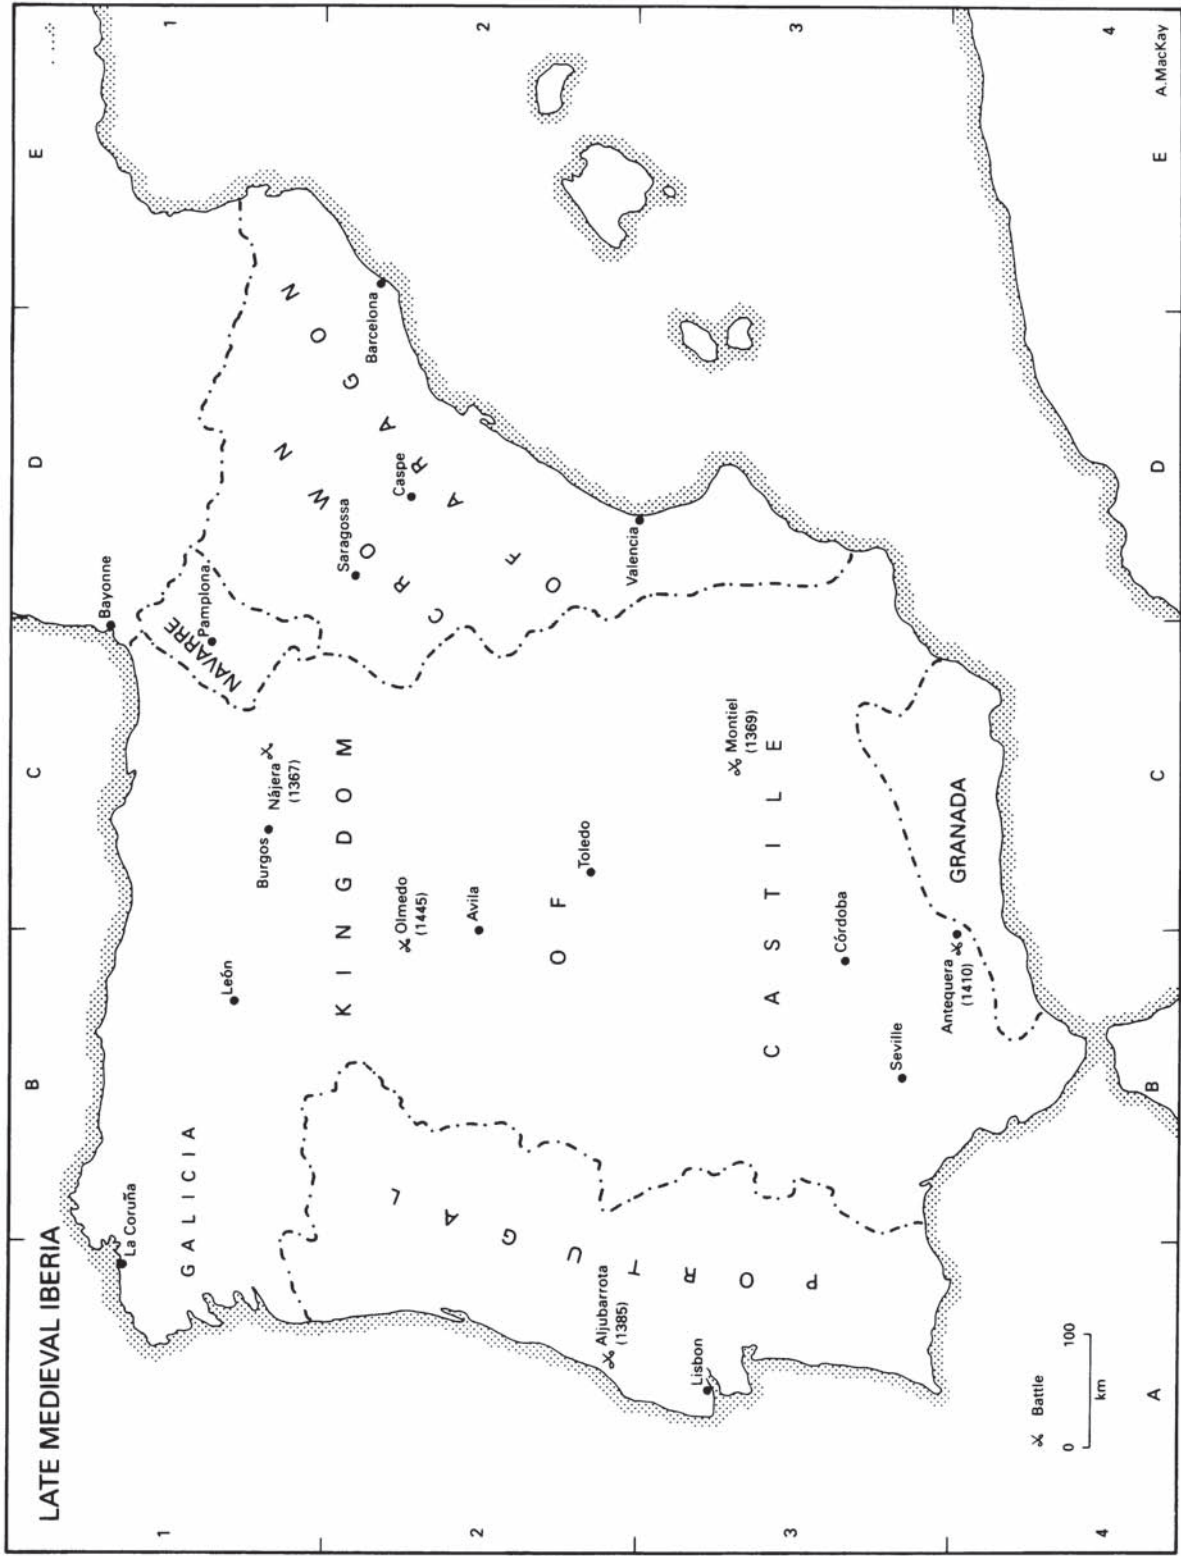 LATE MEDIEVAL IBERIA
A
B
C
D
E
1
2
3
4
1
2
3
4
A
B
C
D
E
La Coruña
GALICIA
León
Burgos
Nájera
(1367)
Bayonne
NAVARRE
Pamplona
Saragossa
Caspe
Barcelona
CROWN
OF ARAGON
KINGDOM
OF
CASTILE
Olmedo
(1445)
Avila
Toledo
Valencia
PORTUGAL
Aljubarrota
(1385)
Lisbon
Montiel
(1369)
Córdoba
Seville
Antequera
(1410)
GRANADA
Battle
0 100
km
A.MacKay